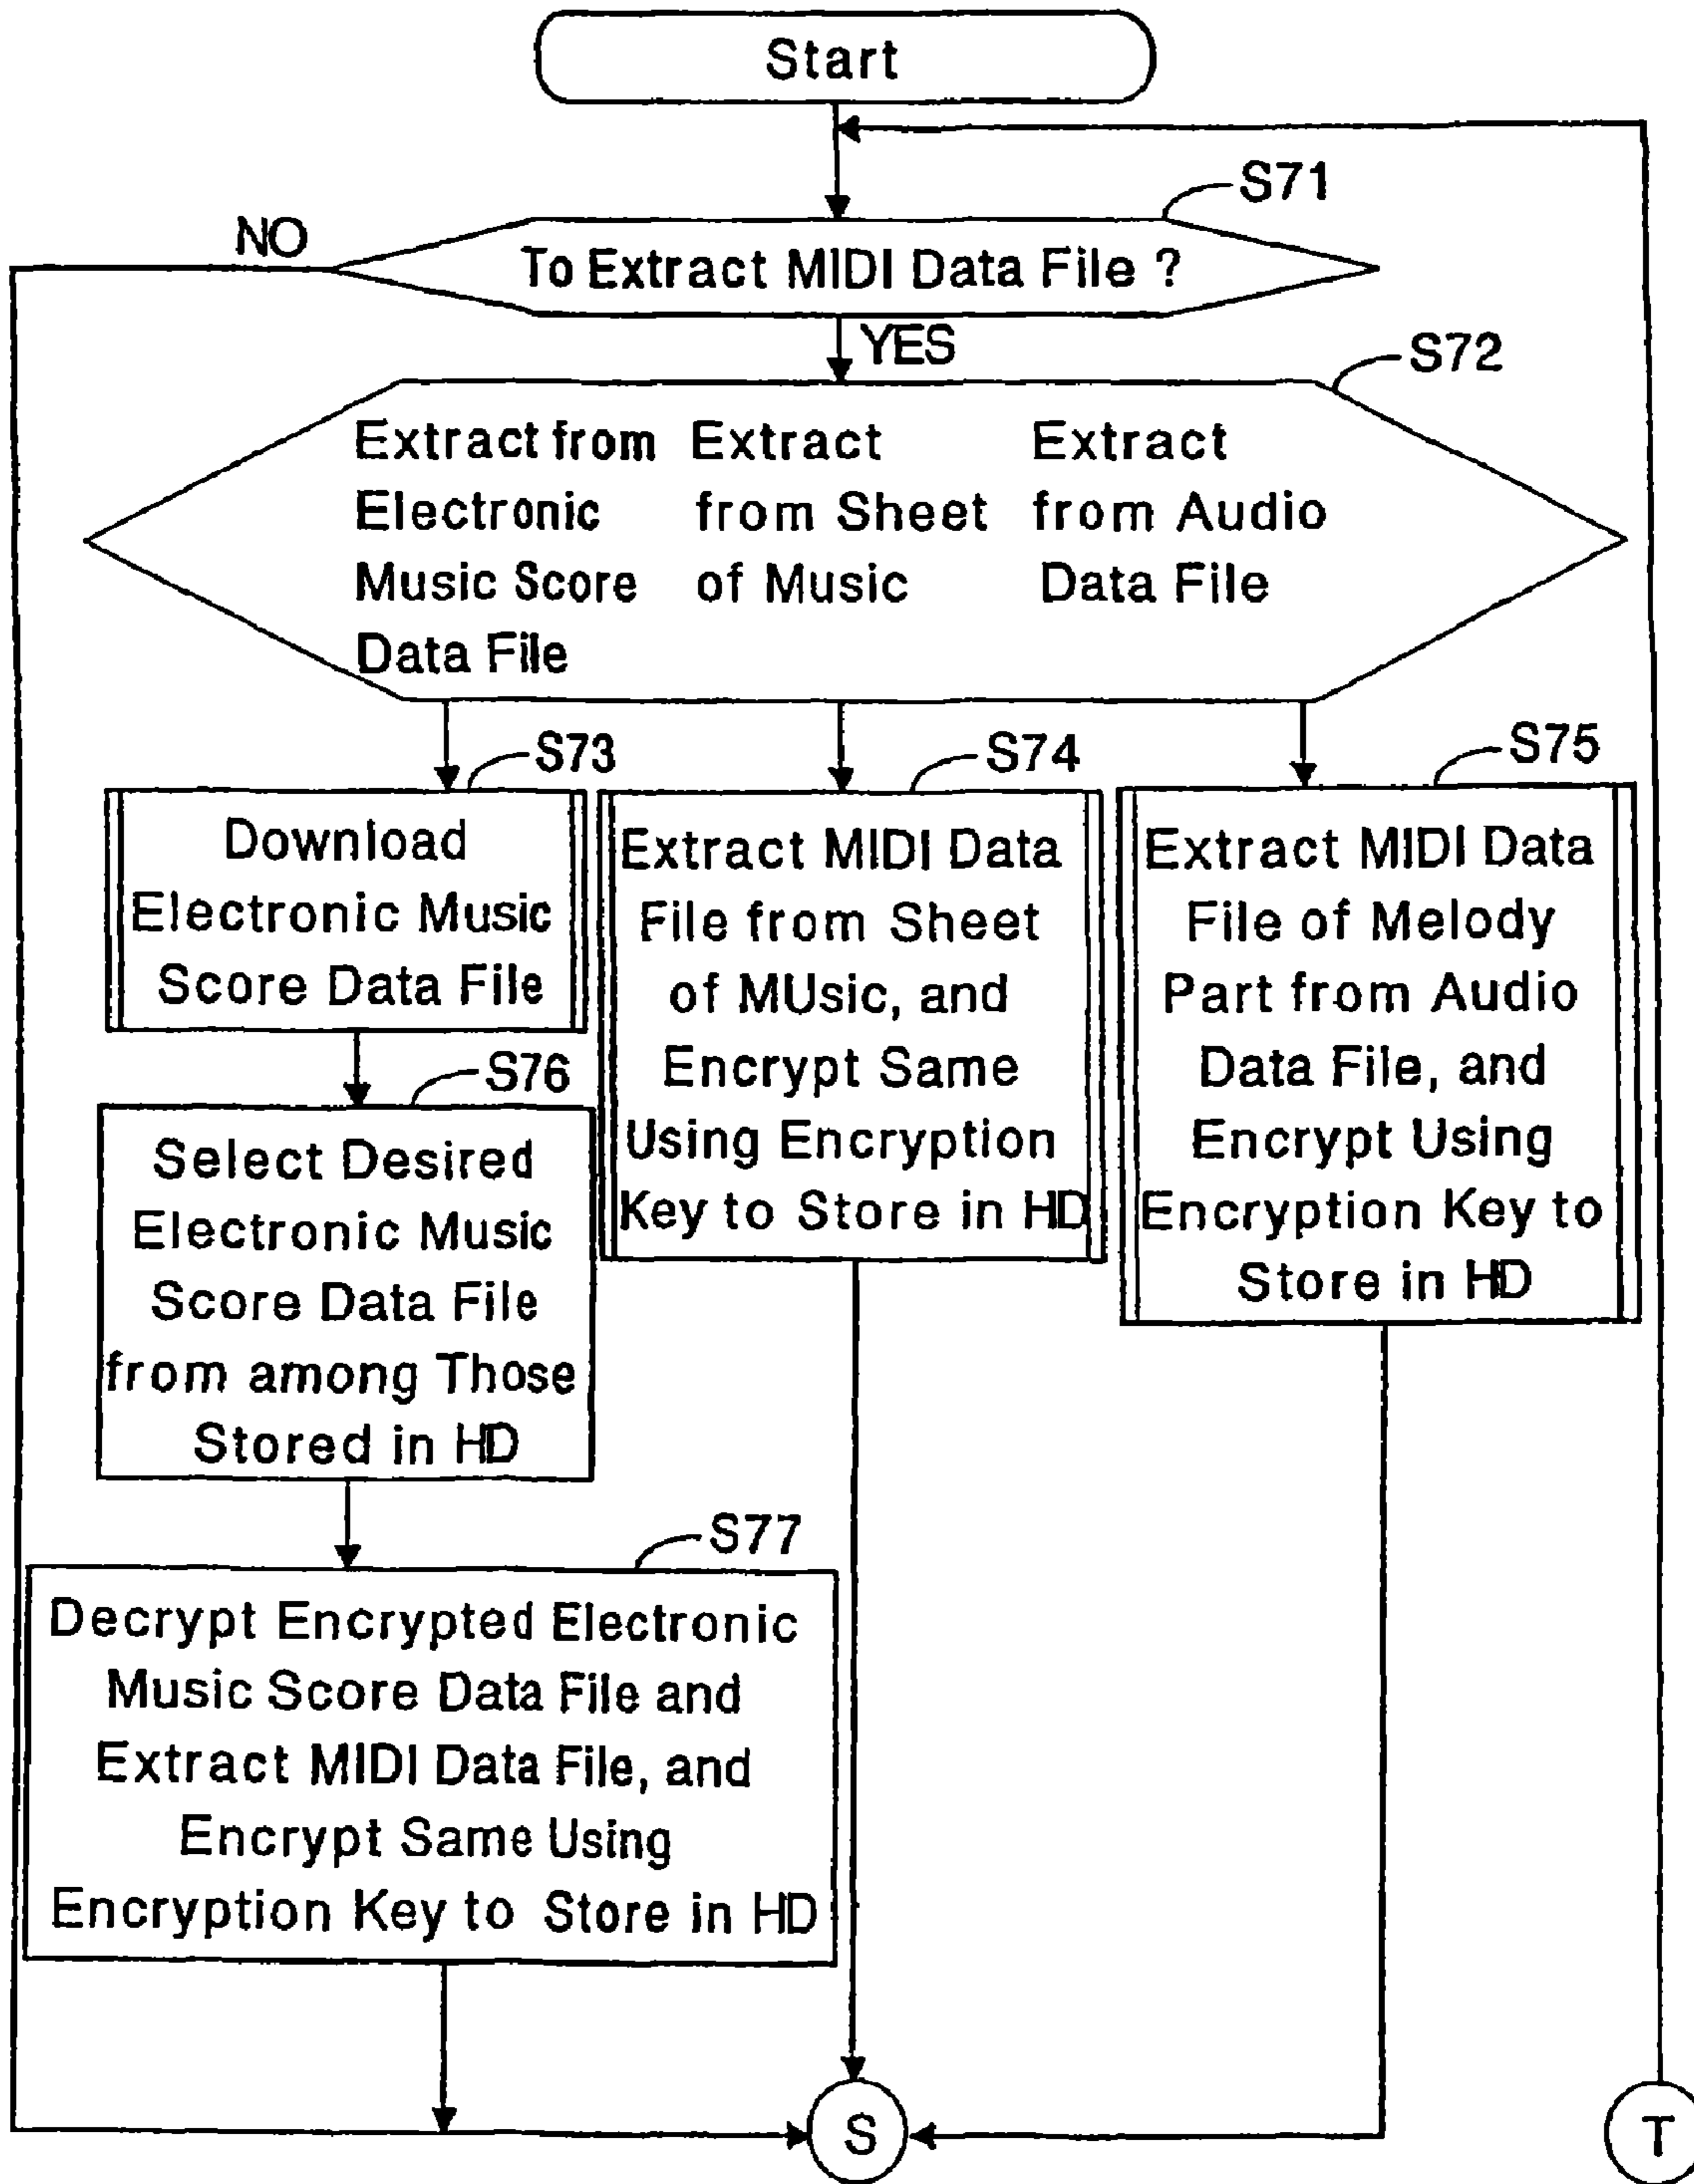 Start
S71
NO
To Extract MIDI Data File ?
YES
S72
Extract from
Electronic
Music Score
Data File
Extract
from Sheet
of Music
Extract
from Audio
Data File
S73
Download
Electronic Music
Score Data File
S74
Extract MIDI Data
File from Sheet
of MUsic, and
Encrypt Same
Using Encryption
Key to Store in HD
S75
Extract MIDI Data
File of Melody
Part from Audio
Data File, and
Encrypt Using
Encryption Key to
Store in HD
S76
Select Desired
Electronic Music
Score Data File
from among Those
Stored in HD
S77
Decrypt Encrypted Electronic
Music Score Data File and
Extract MIDI Data File, and
Encrypt Same Using
Encryption Key to Store in HD
S
T